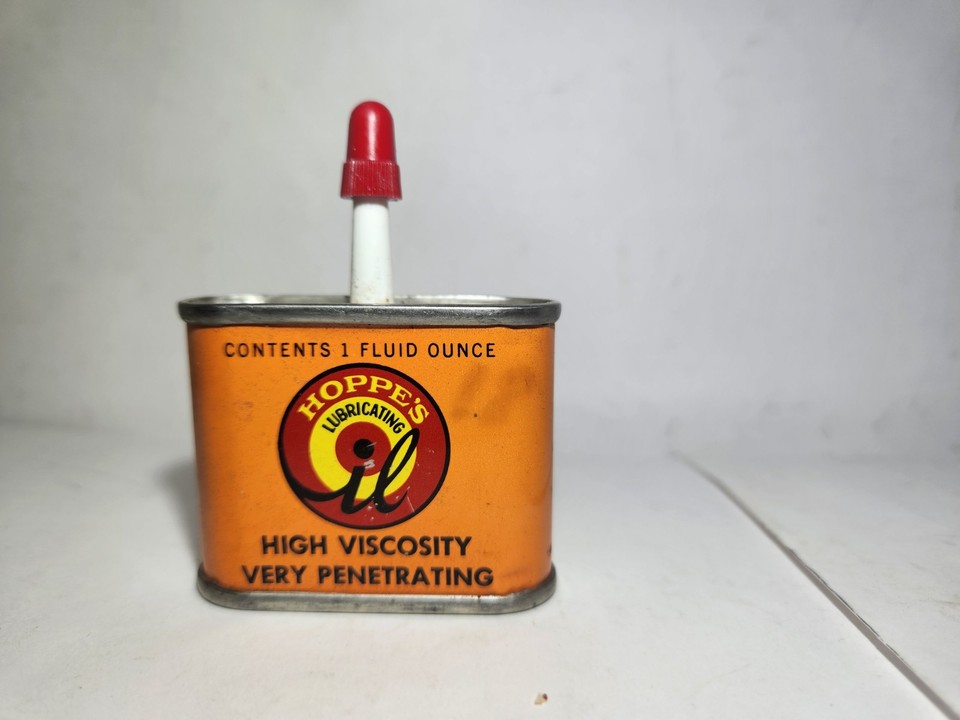 CONTENTS 1 FLUID OUNCE
HOPPE'S
LUBRICATING
Oil
HIGH VISCOSITY
VERY PENETRATING